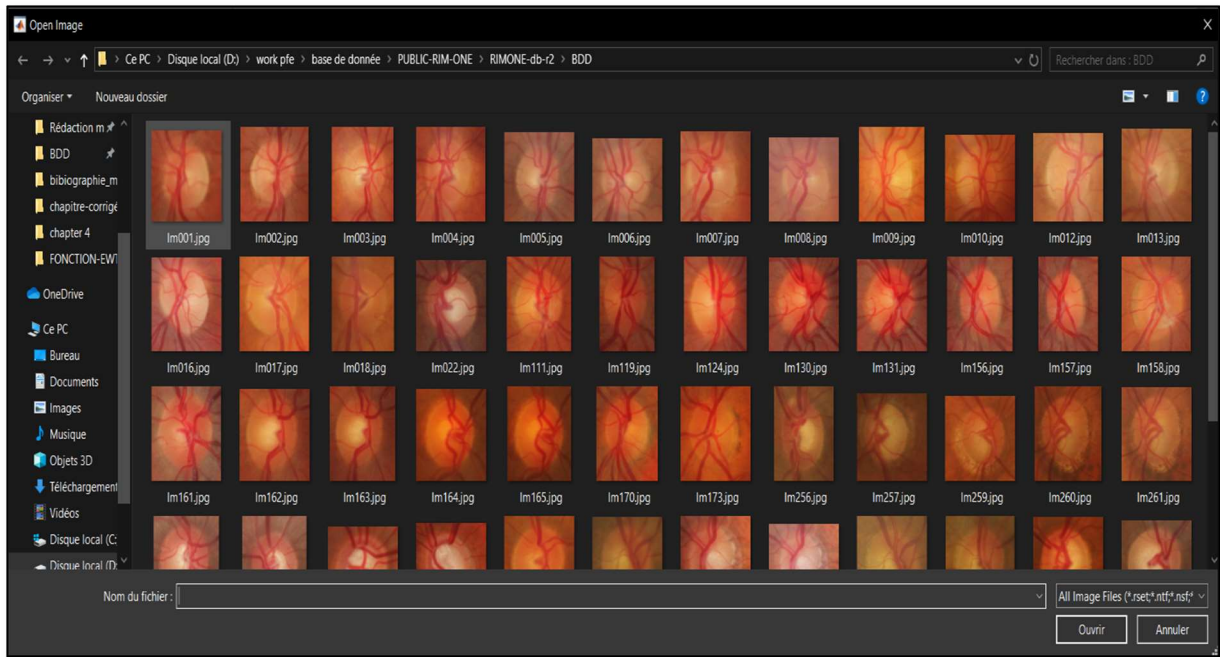 Open Image
X
Ce PC > Disque local (D:) > work pfe > base de donnée > PUBLIC-RIM-ONE > RIMONE-db-r2 > BDD
Rechercher dans : BDD
Organiser Nouveau dossier
Rédaction m
BDD
bibiographie_m
chapitre-corrigé
chapter 4
FONCTION-EWT
OneDrive
Ce PC
Bureau
Documents
Images
Musique
Objets 3D
Téléchargement
Vidéos
Disque local (C:
Disque local (D:
Im001.jpg Im002.jpg Im003.jpg Im004.jpg Im005.jpg Im006.jpg Im007.jpg Im008.jpg Im009.jpg Im010.jpg Im012.jpg Im013.jpg
Im016.jpg Im017.jpg Im018.jpg Im022.jpg Im111.jpg Im119.jpg Im124.jpg Im130.jpg Im131.jpg Im156.jpg Im157.jpg Im158.jpg
Im161.jpg Im162.jpg Im163.jpg Im164.jpg Im165.jpg Im170.jpg Im173.jpg Im256.jpg Im257.jpg Im259.jpg Im260.jpg Im261.jpg
Nom du fichier :
All Image Files (*.rset;*.ntf;*.nsf;*
Ouvrir Annuler